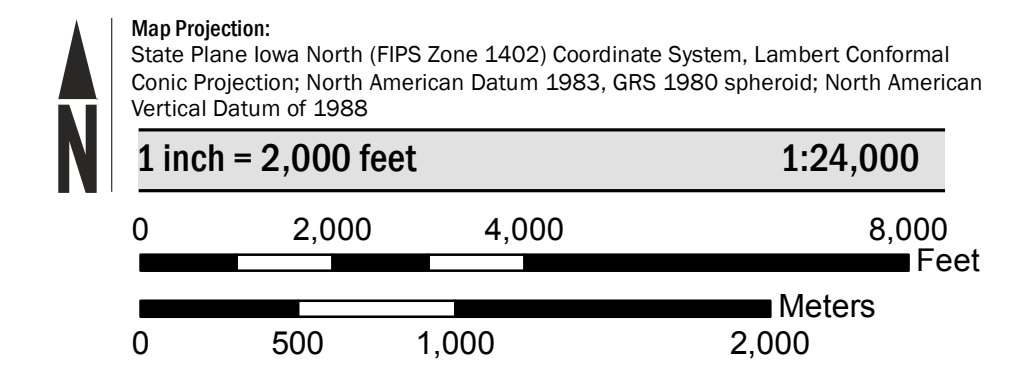 Map Projection:
State Plane Iowa North (FIPS Zone 1402) Coordinate System, Lambert Conformal
Conic Projection; North American Datum 1983, GRS 1980 spheroid; North American
Vertical Datum of 1988
N
1 inch = 2,000 feet 1:24,000
0 2,000 4,000 8,000
Feet
Meters
0 500 1,000 2,000